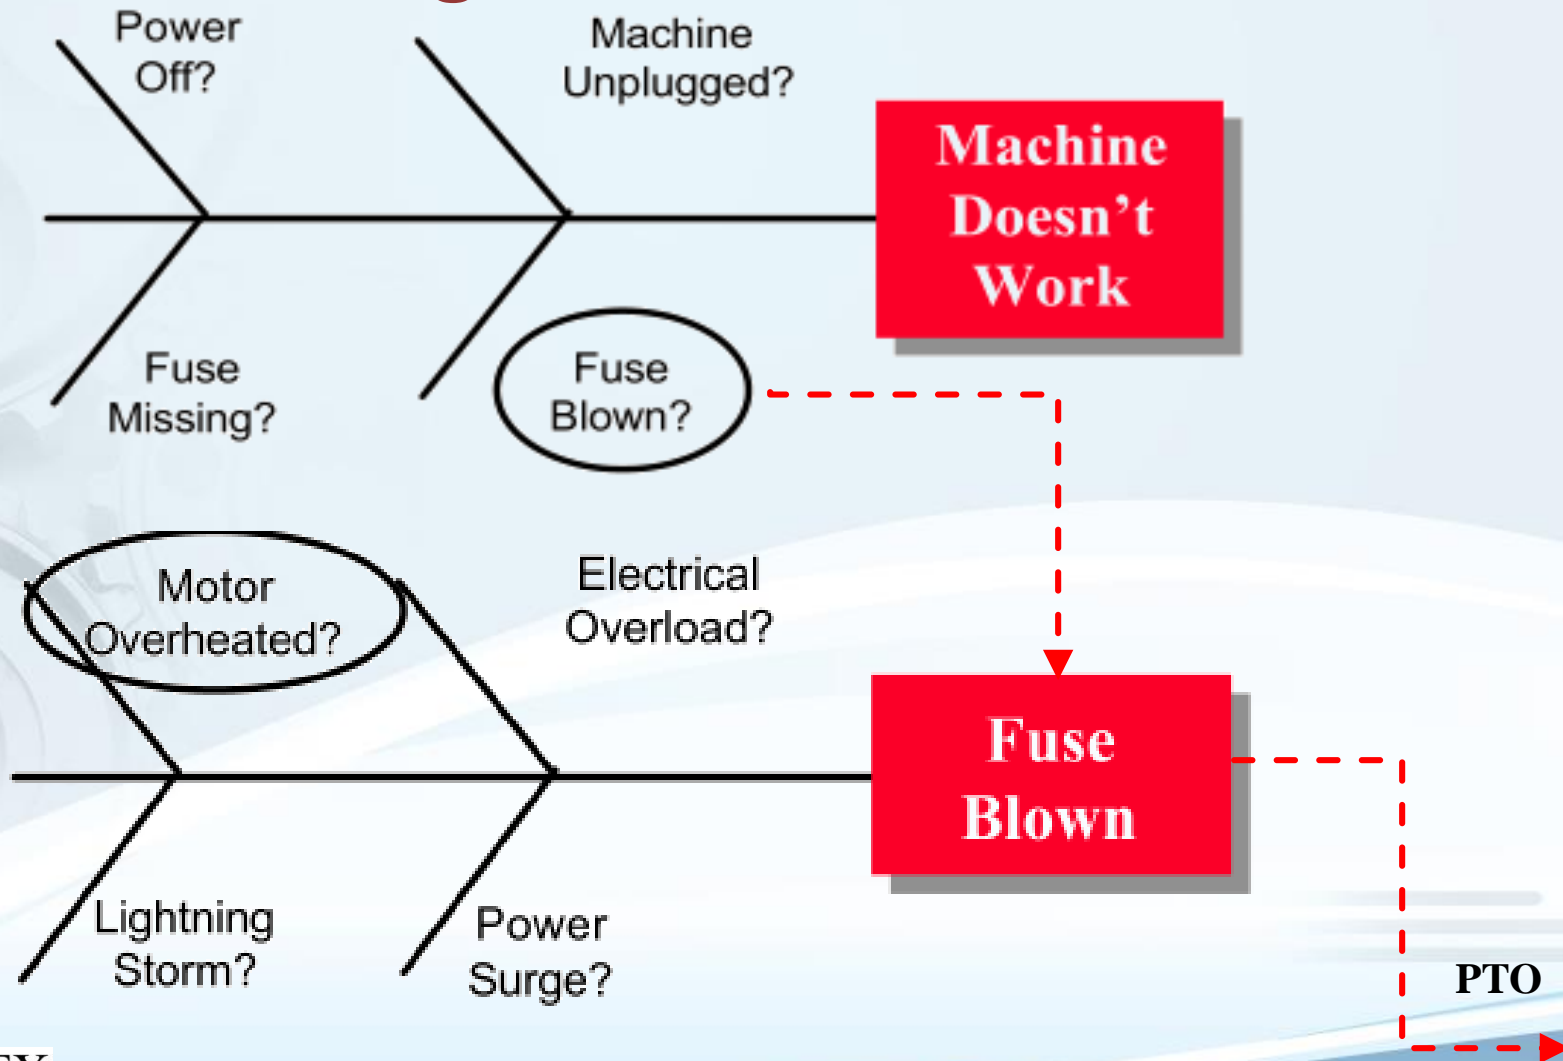 Power
Off?
Machine
Unplugged?
Machine
Doesn't
Work
Fuse
Missing?
Fuse
Blown?
Motor
Overheated?
Electrical
Overload?
Fuse
Blown
Lightning
Storm?
Power
Surge?
PTO